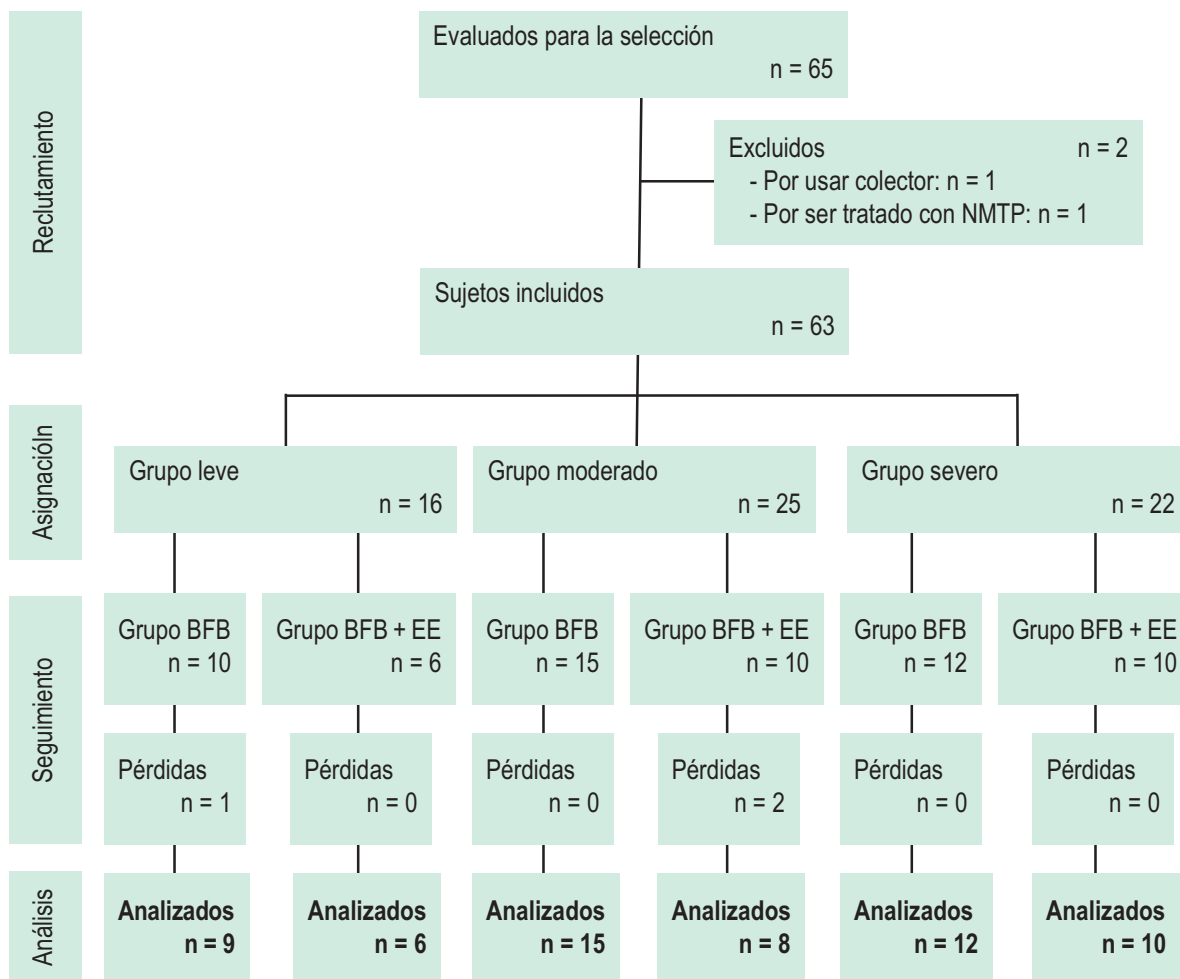 Reclutamiento
Evaluados para la selección
n = 65
Excluidos n = 2
- Por usar colector: n = 1
- Por ser tratado con NMTP: n = 1
Sujetos incluidos
n = 63
Asignacióln
Grupo leve
n = 16
Grupo moderado
n = 25
Grupo severo
n = 22
Seguimiento
Grupo BFB
n = 10
Grupo BFB + EE
n = 6
Grupo BFB
n = 15
Grupo BFB + EE
n = 10
Grupo BFB
n = 12
Grupo BFB + EE
n = 10
Pérdidas
n = 1
Pérdidas
n = 0
Pérdidas
n = 0
Pérdidas
n = 2
Pérdidas
n = 0
Pérdidas
n = 0
Análisis
Analizados
n = 9
Analizados
n = 6
Analizados
n = 15
Analizados
n = 8
Analizados
n = 12
Analizados
n = 10